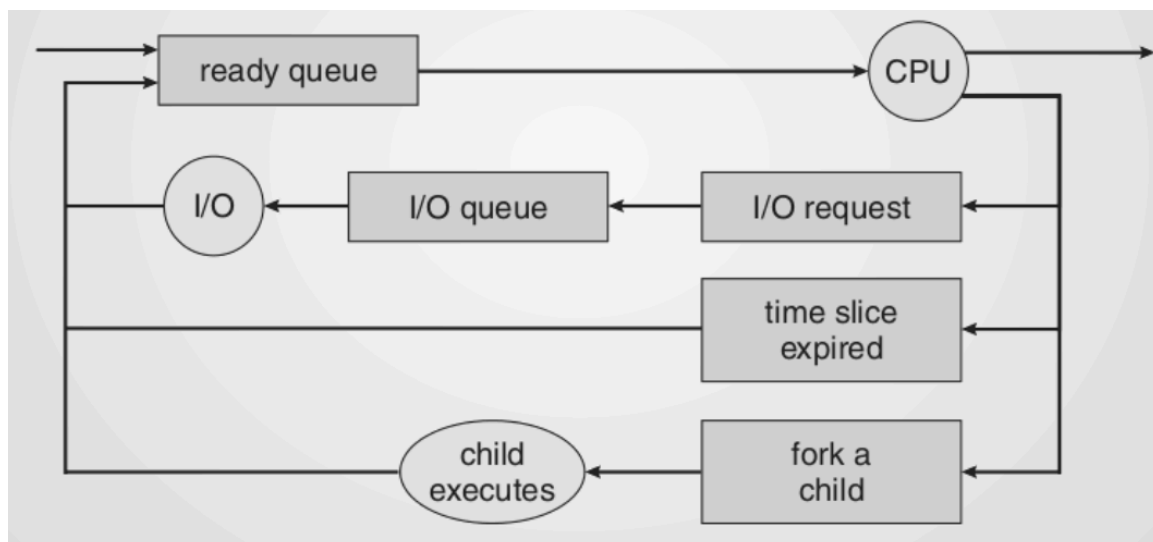 ready queue
CPU
I/O
I/O queue
I/O request
time slice
expired
child
executes
fork a
child